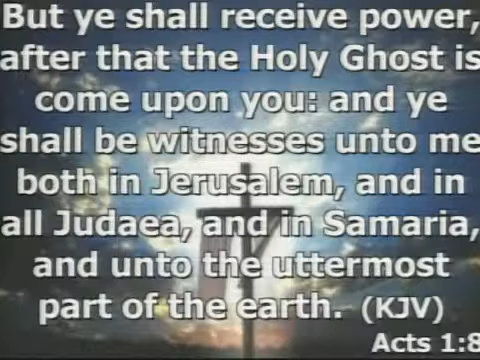 But ye shall receive power,
after that the Holy Ghost is
come upon you: and ye
shall be witnesses unto me
both in Jerusalem, and in
all Judaea, and in Samaria,
and unto the uttermost
part of the earth. (KJV)
Acts 1:8